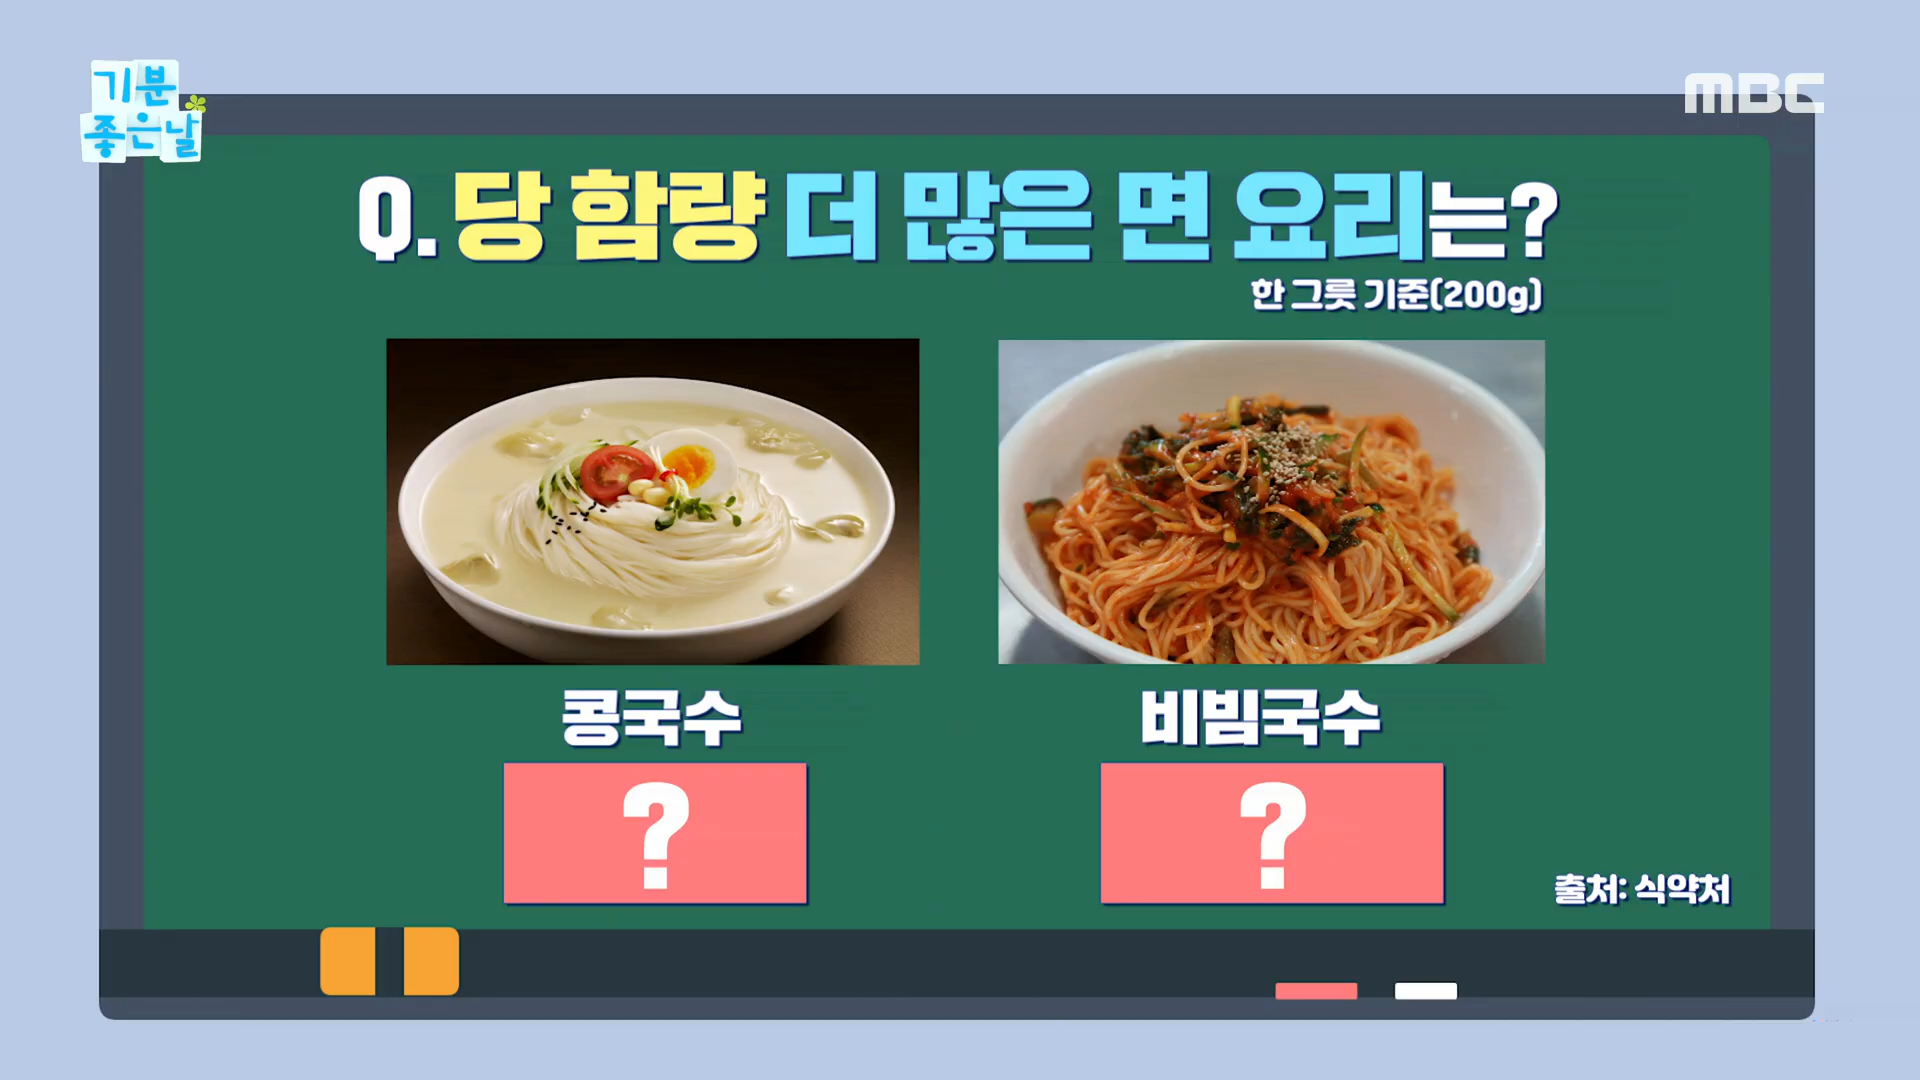 기분
좋은날
MBC
Q. 당 함량 더 많은 면 요리는?
한 그릇 기준(200g)
콩국수
비빔국수
?
?
출처: 식약처